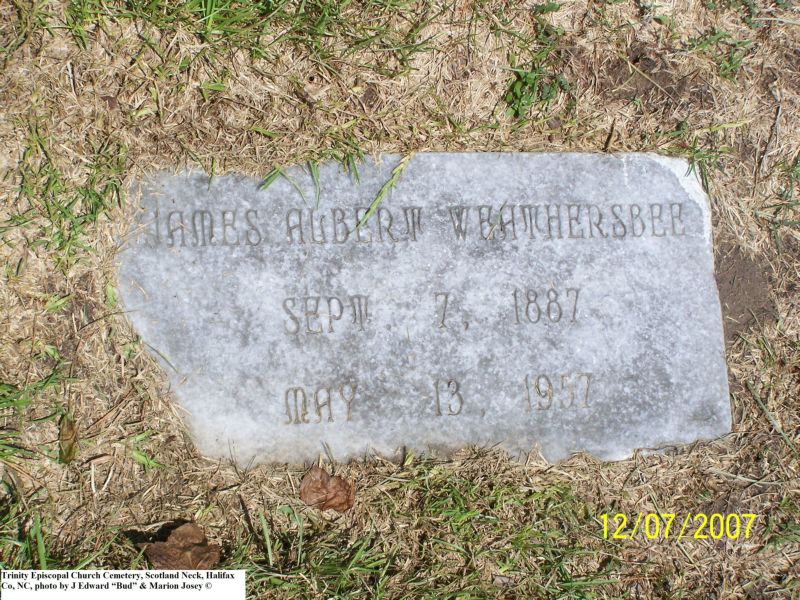 JAMES ALBERT WEATHERSBEE
SEPT 7, 1887
MAY 13, 1957
12/07/2007
Trinity Episcopal Church Cemetery, Scotland Neck, Halifax
Co, NC, photo by J Edward “Bud” & Marion Josey ©